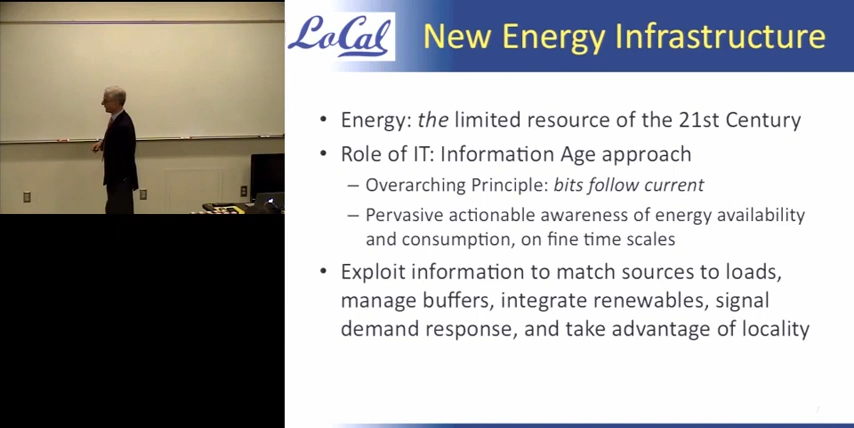 LoCal
New Energy Infrastructure
• Energy: the limited resource of the 21st Century
• Role of IT: Information Age approach
– Overarching Principle: bits follow current
– Pervasive actionable awareness of energy availability
and consumption, on fine time scales
• Exploit information to match sources to loads,
manage buffers, integrate renewables, signal
demand response, and take advantage of locality